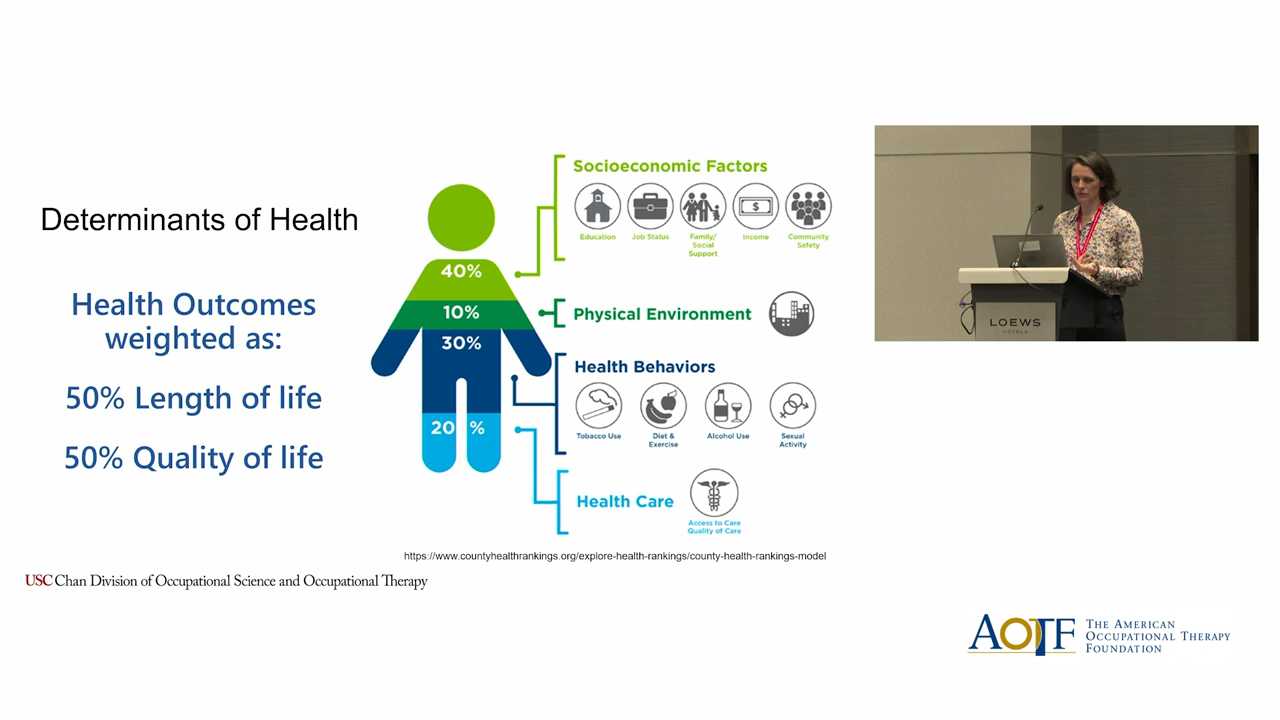 Determinants of Health
Health Outcomes
weighted as:
50% Length of life
50% Quality of life
40%
10%
30%
20 %
Socioeconomic Factors
Education
Job Status
Family/
Social
Support
Income
Community
Safety
$
Physical Environment
Health Behaviors
Tobacco Use
Diet &
Exercise
Alcohol Use
Sexual
Activity
Health Care
Access to Care
Quality of Care
https://www.countyhealthrankings.org/explore-health-rankings/county-health-rankings-model
USC Chan Division of Occupational Science and Occupational Therapy
LOEWS
HOTELS
AOTF
THE AMERICAN
OCCUPATIONAL THERAPY
FOUNDATION